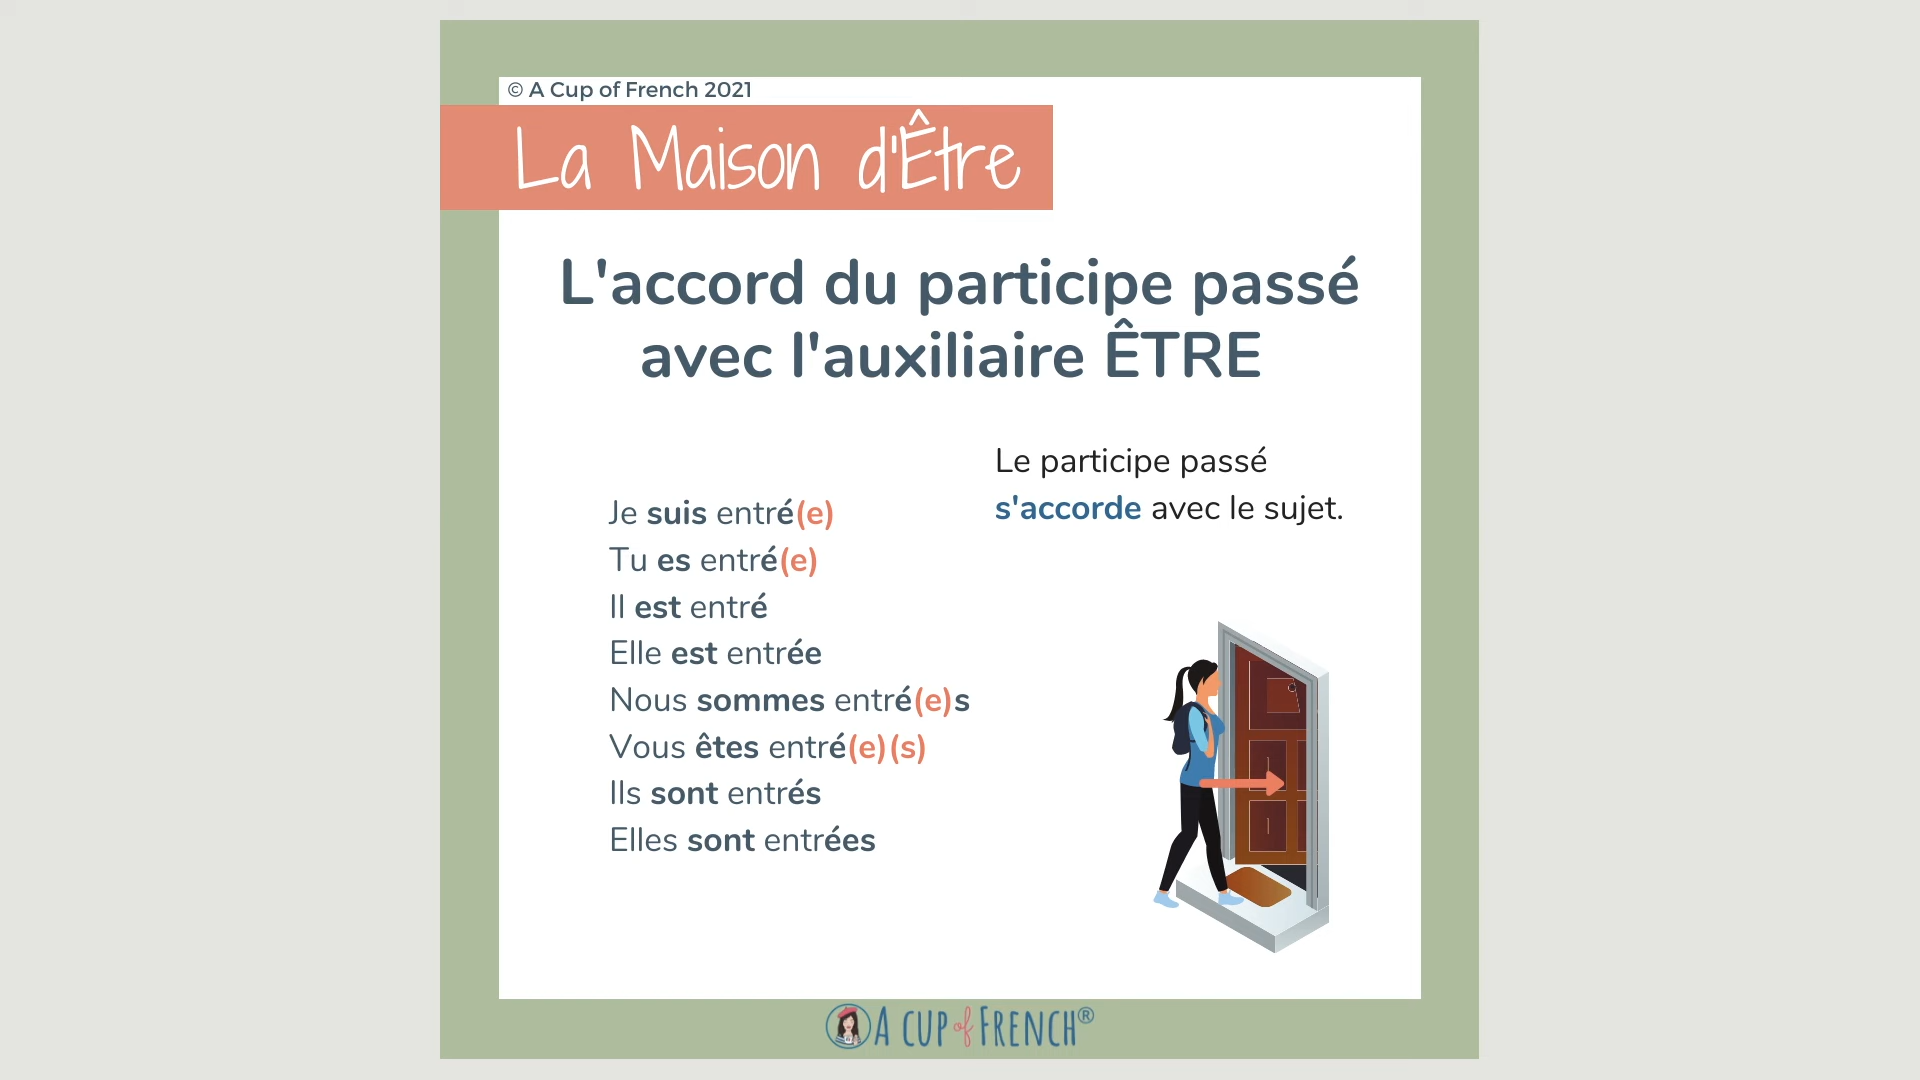 © A Cup of French 2021
La Maison d'Être
L'accord du participe passé
avec l'auxiliaire ÊTRE
Le participe passé
s'accorde avec le sujet.
Je suis entré(e)
Tu es entré(e)
Il est entré
Elle est entrée
Nous sommes entré(e)s
Vous êtes entré(e)(s)
Ils sont entrés
Elles sont entrées
A CUP of FRENCH®